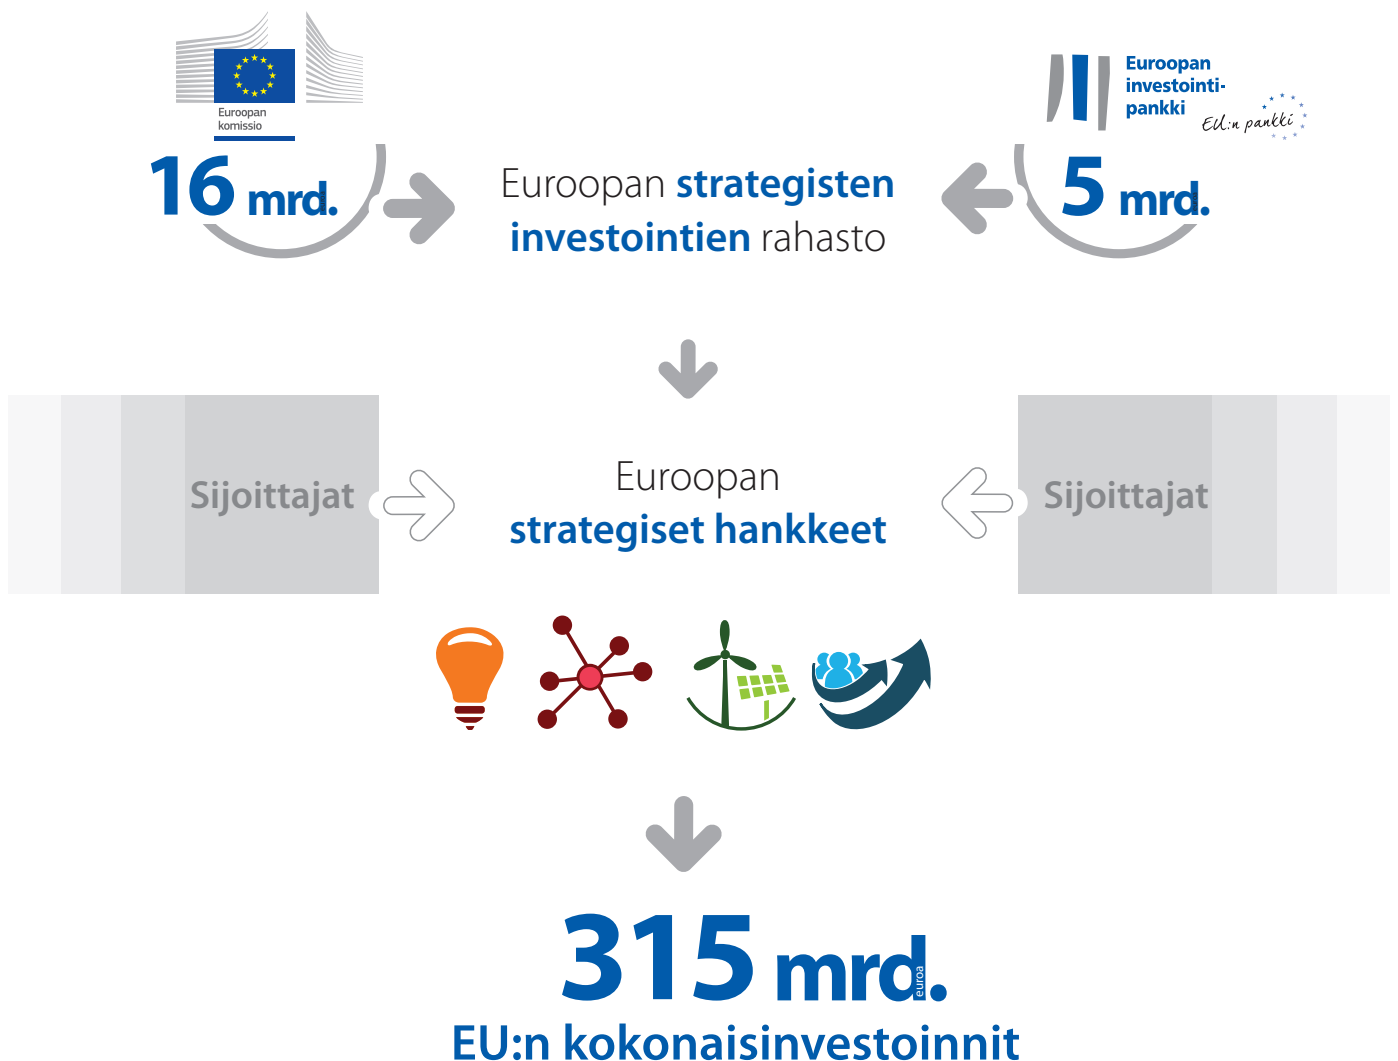 Euroopan
komissio
16 mrd.
Euroopan
investointi-
pankki
EU:n pankki
5 mrd.
Euroopan strategisten
investointien rahasto
Sijoittajat
Euroopan
strategiset hankkeet
Sijoittajat
315 mrd.
euroa
EU:n kokonaisinvestoinnit